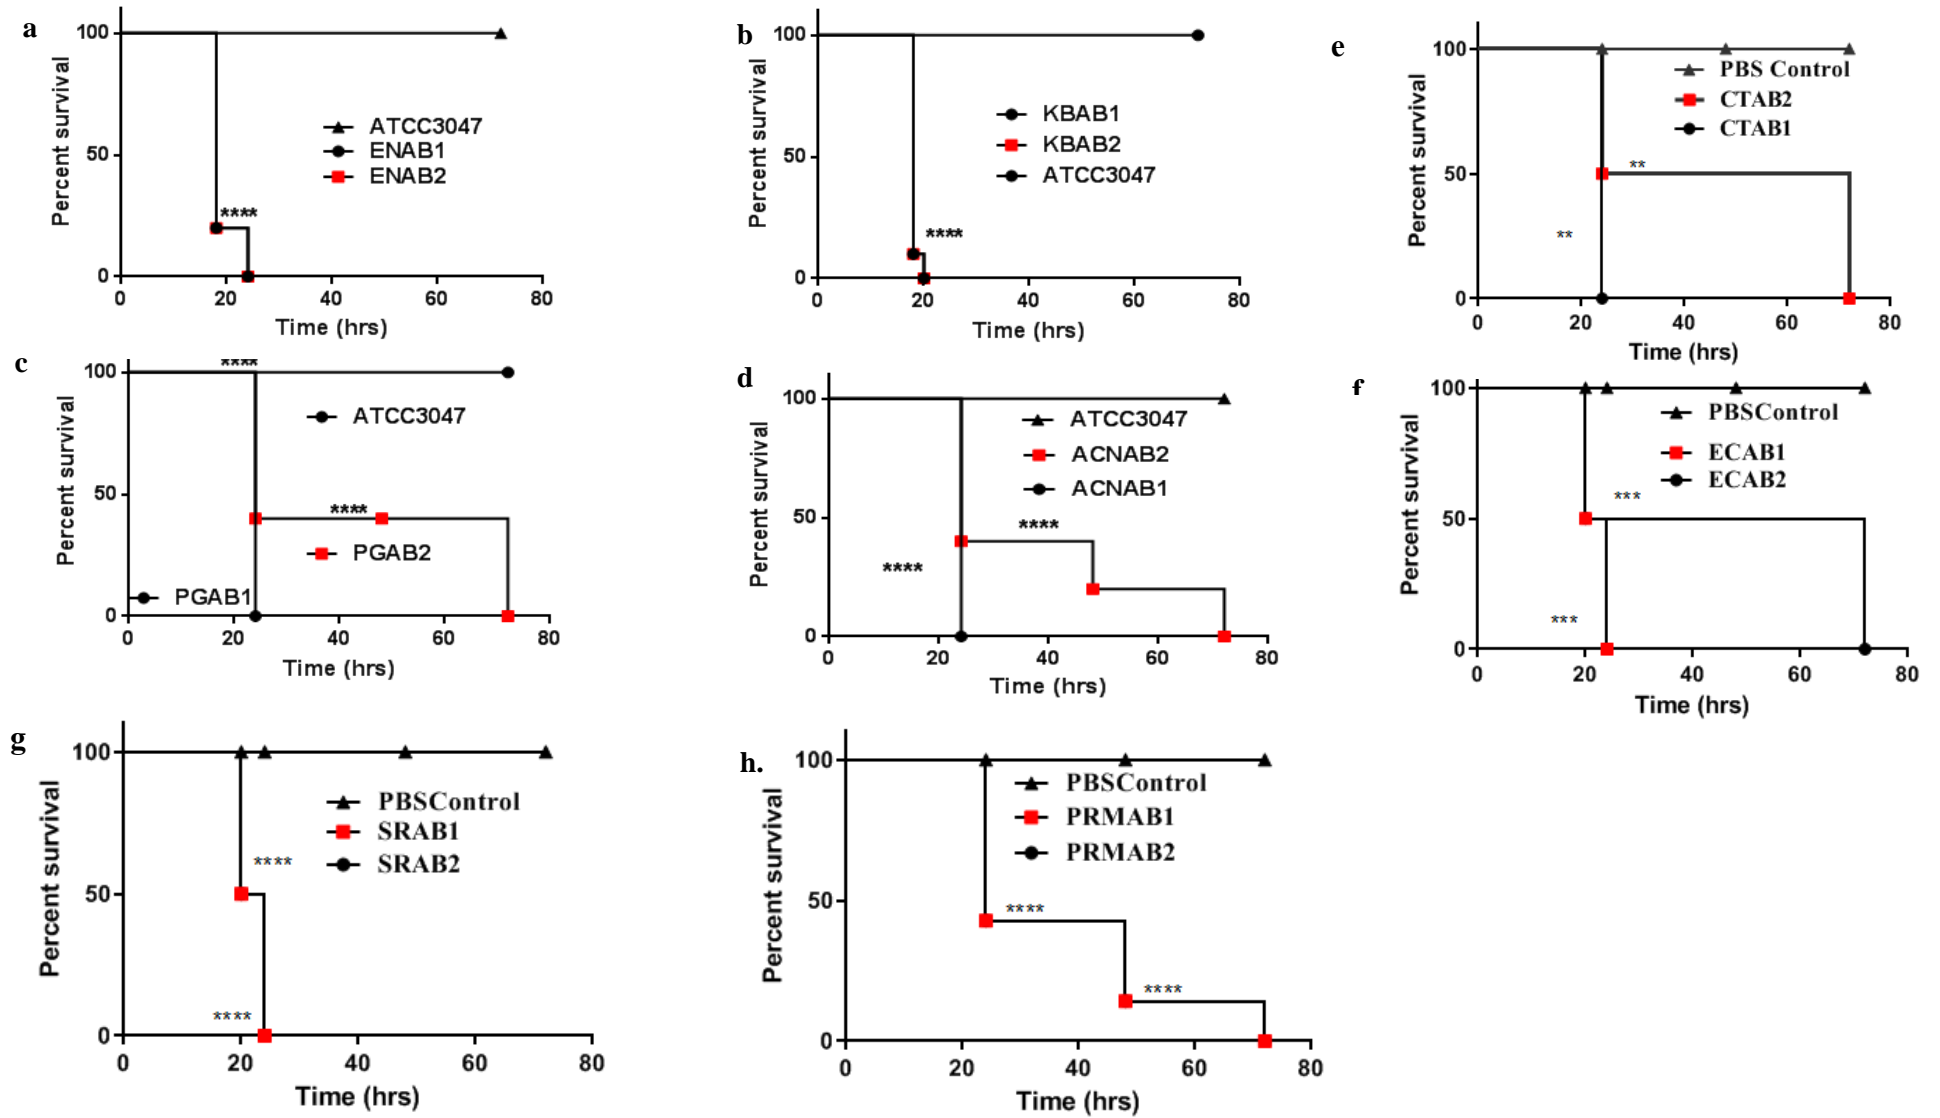 a
100
50
0
0 20 40 60 80
Percent survival
Time (hrs)
ATCC3047
ENAB1
ENAB2
****
b
100
50
0
0 20 40 60 80
Percent survival
Time (hrs)
KBAB1
KBAB2
ATCC3047
****
e
100
50
0
0 20 40 60 80
Percent survival
Time (hrs)
PBS Control
CTAB2
CTAB1
**
**
c
100
50
0
0 20 40 60 80
Percent survival
Time (hrs)
****
ATCC3047
****
PGAB2
PGAB1
d
100
50
0
0 20 40 60 80
Percent survival
Time (hrs)
ATCC3047
ACNAB2
ACNAB1
****
****
f
100
50
0
0 20 40 60 80
Percent survival
Time (hrs)
PBSControl
ECAB1
ECAB2
***
***
g
100
50
0
0 20 40 60 80
Percent survival
Time (hrs)
PBSControl
SRAB1
SRAB2
****
****
h.
100
50
0
0 20 40 60 80
Percent survival
Time (hrs)
PBSControl
PRMAB1
PRMAB2
****
****